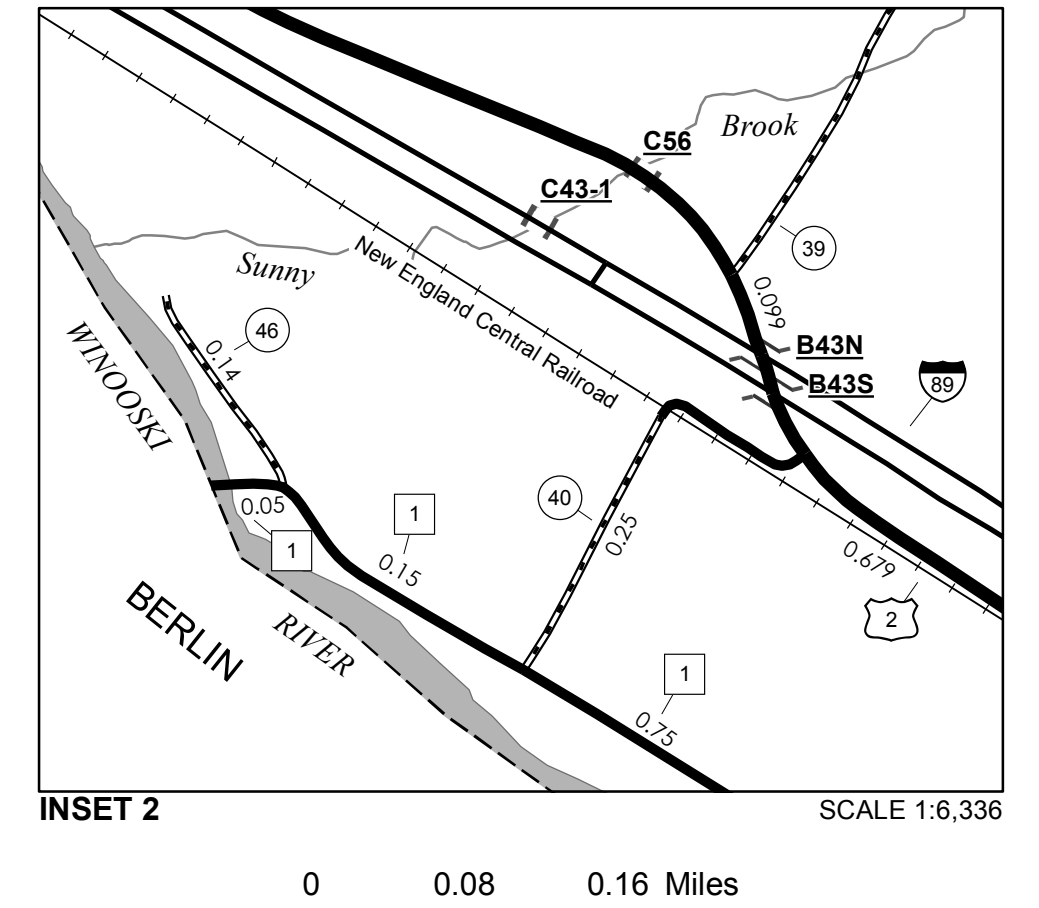 C56
Brook
C43-1
39
New England Central Railroad
Sunny
0.099
46
0.14
B43N
B43S
89
WINOOSKI
40
0.25
0.05
1
1
0.15
0.679
2
BERLIN
RIVER
1
0.75
INSET 2
SCALE 1:6,336
0 0.08 0.16 Miles